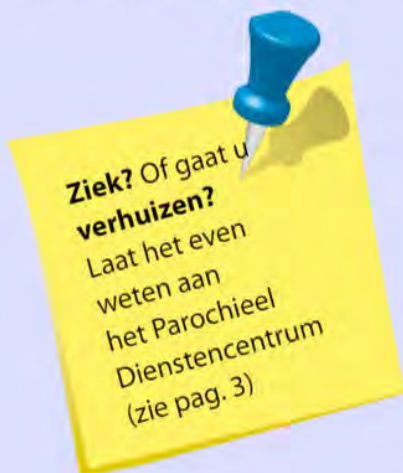 Ziek? Of gaat u
verhuizen?
Laat het even
weten aan
het Parochieel
Dienstencentrum
(zie pag. 3)